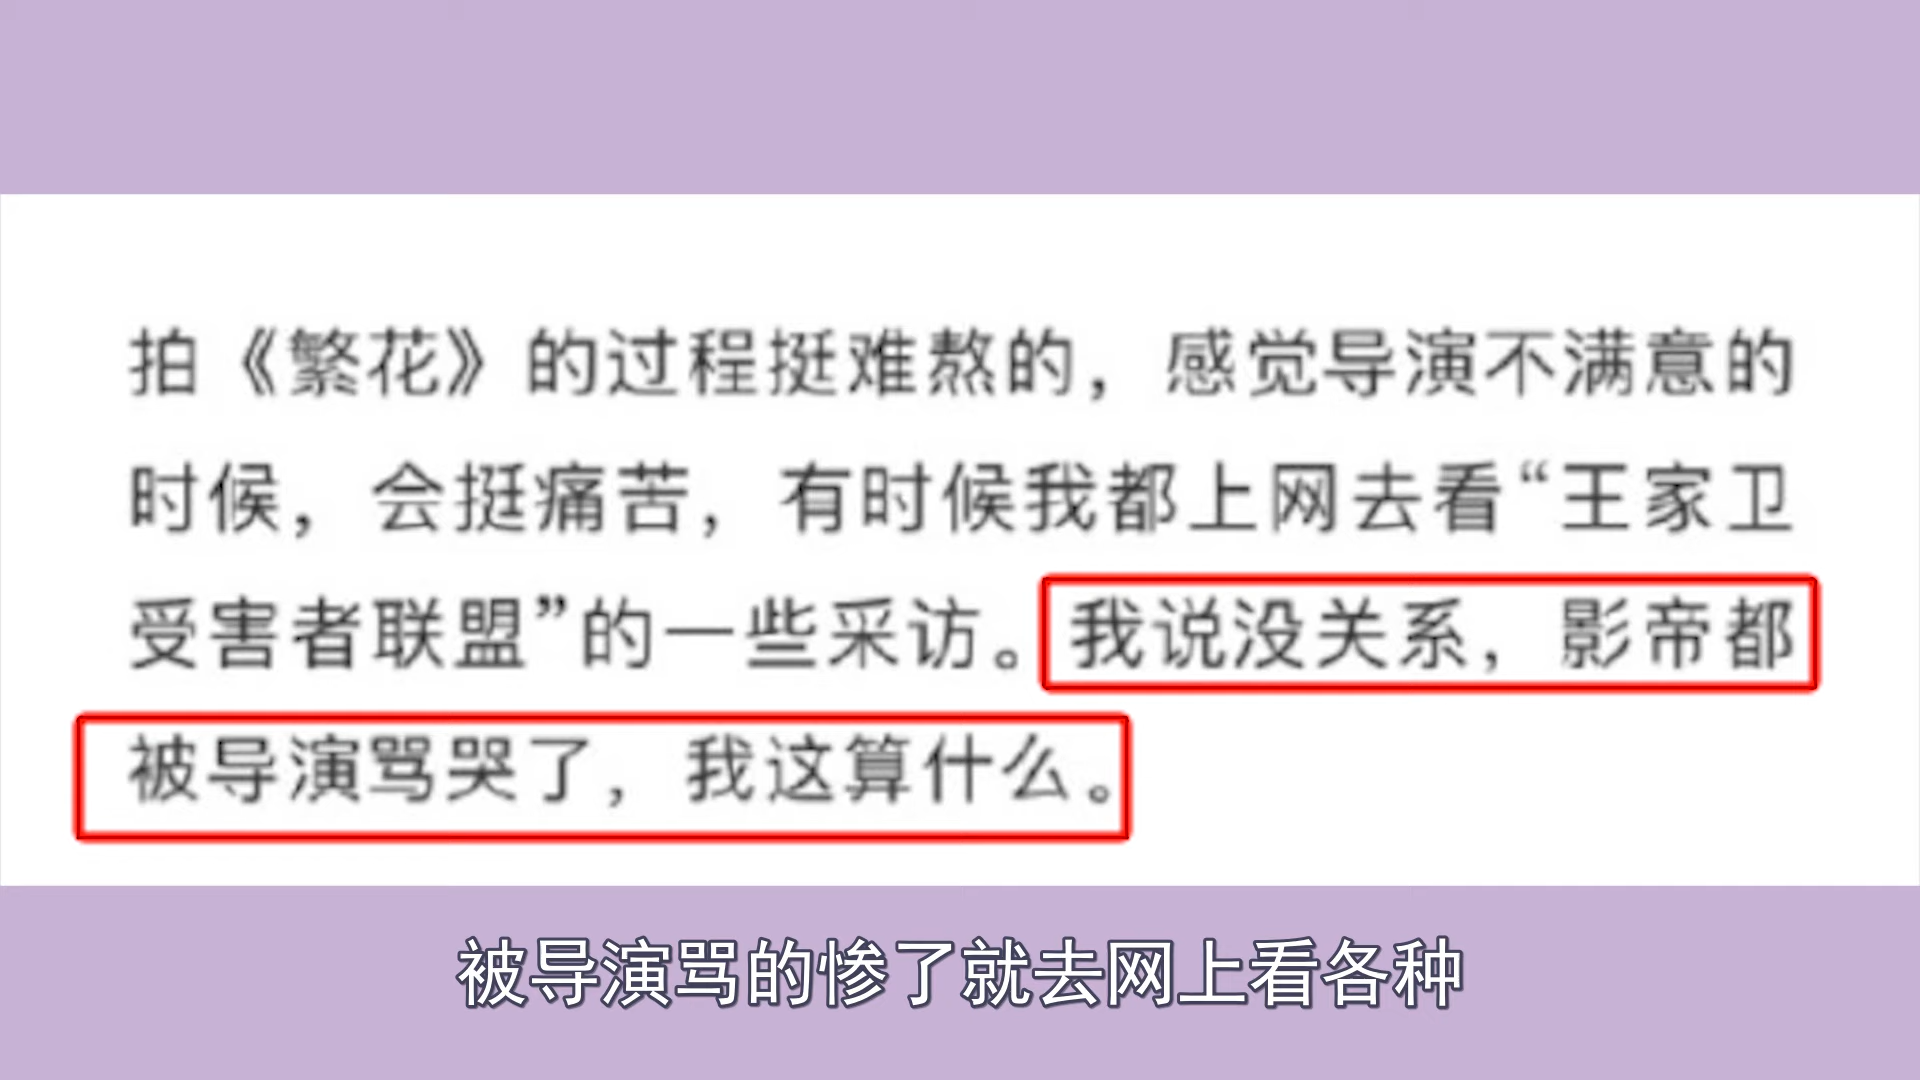 拍《繁花》的过程挺难熬的，感觉导演不满意的
时候，会挺痛苦，有时候我都上网去看“王家卫
受害者联盟”的一些采访。我说没关系，影帝都
被导演骂哭了，我这算什么。
被导演骂的惨了就去网上看各种